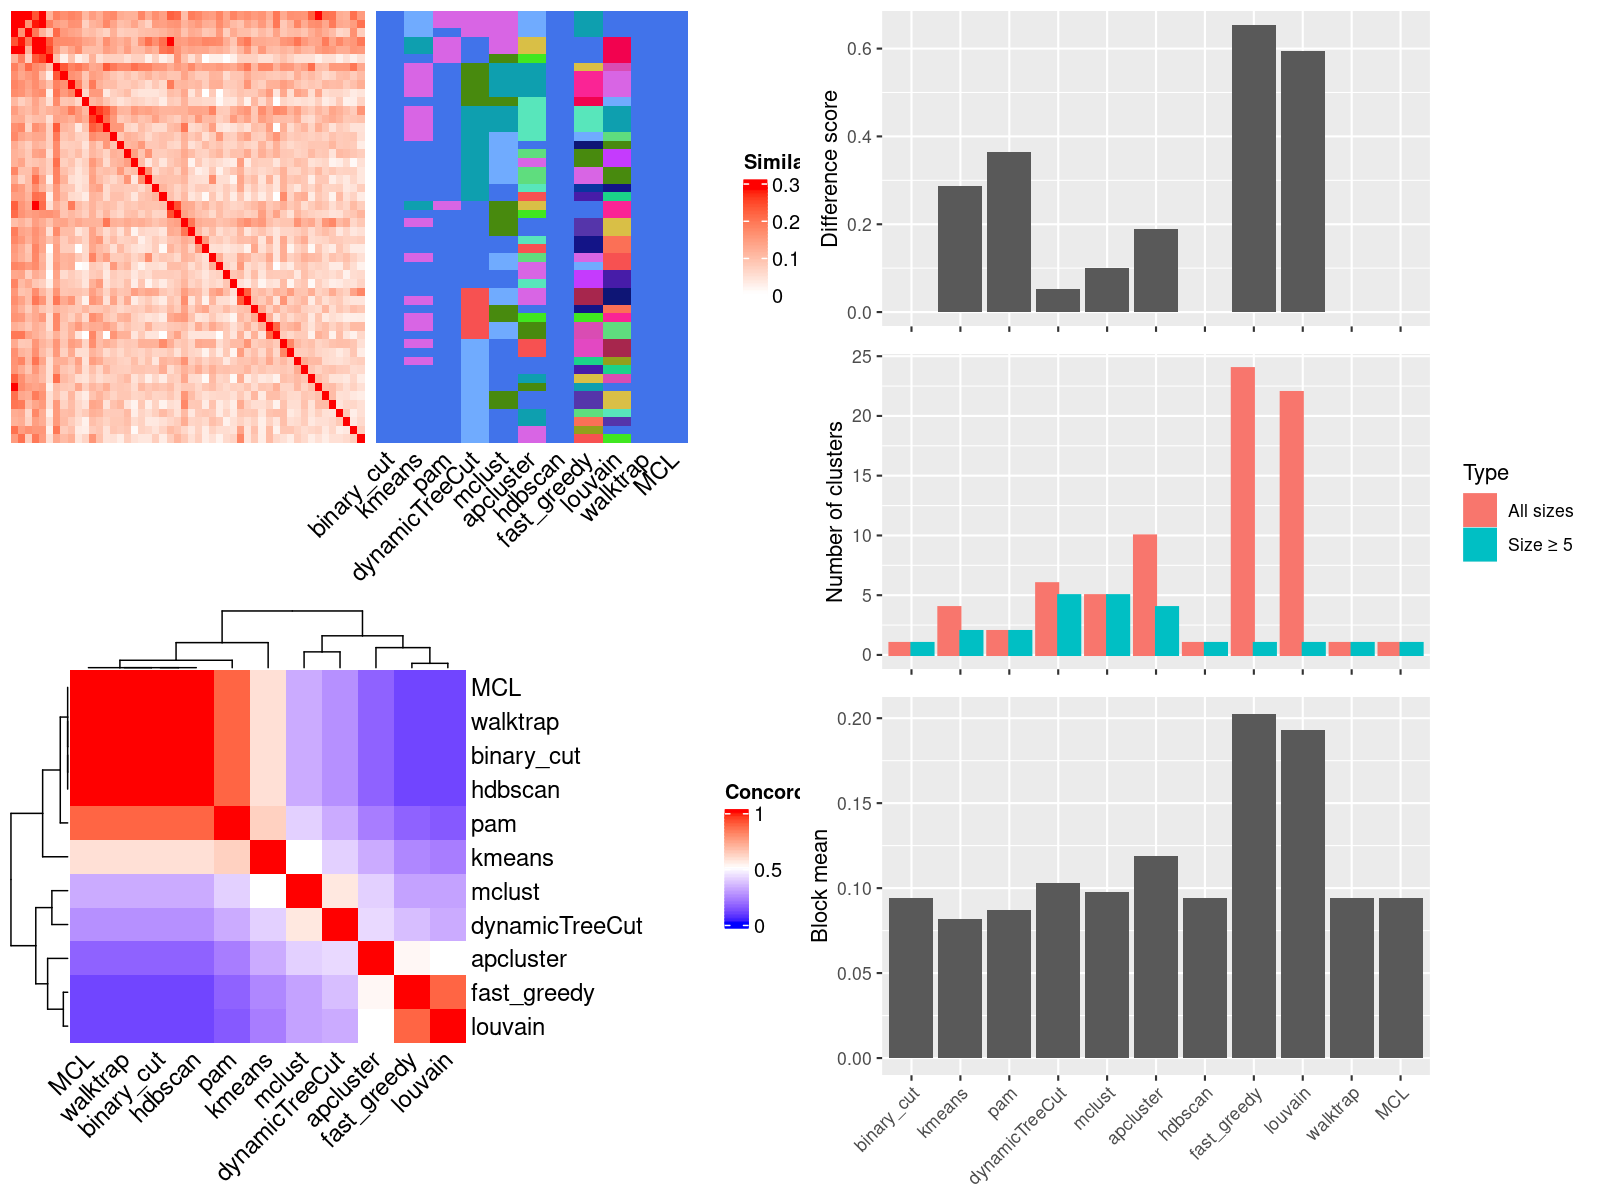 Simila
0.3
0.2
0.1
0
binary_cut
kmeans
pam
dynamicTreeCut
mclust
apcluster
hdbscan
fast_greedy
louvain
walktrap
MCL
MCL
walktrap
binary_cut
hdbscan
pam
kmeans
mclust
dynamicTreeCut
apcluster
fast_greedy
louvain
Concord
1
0.5
0
MCL
walktrap
binary_cut
hdbscan
pam
kmeans
mclust
dynamicTreeCut
apcluster
fast_greedy
louvain
Difference score
0.6
0.4
0.2
0.0
Number of clusters
25
20
15
10
5
0
Type
All sizes
Size ≥ 5
Block mean
0.20
0.15
0.10
0.05
0.00
binary_cut
kmeans
pam
dynamicTreeCut
mclust
apcluster
hdbscan
fast_greedy
louvain
walktrap
MCL